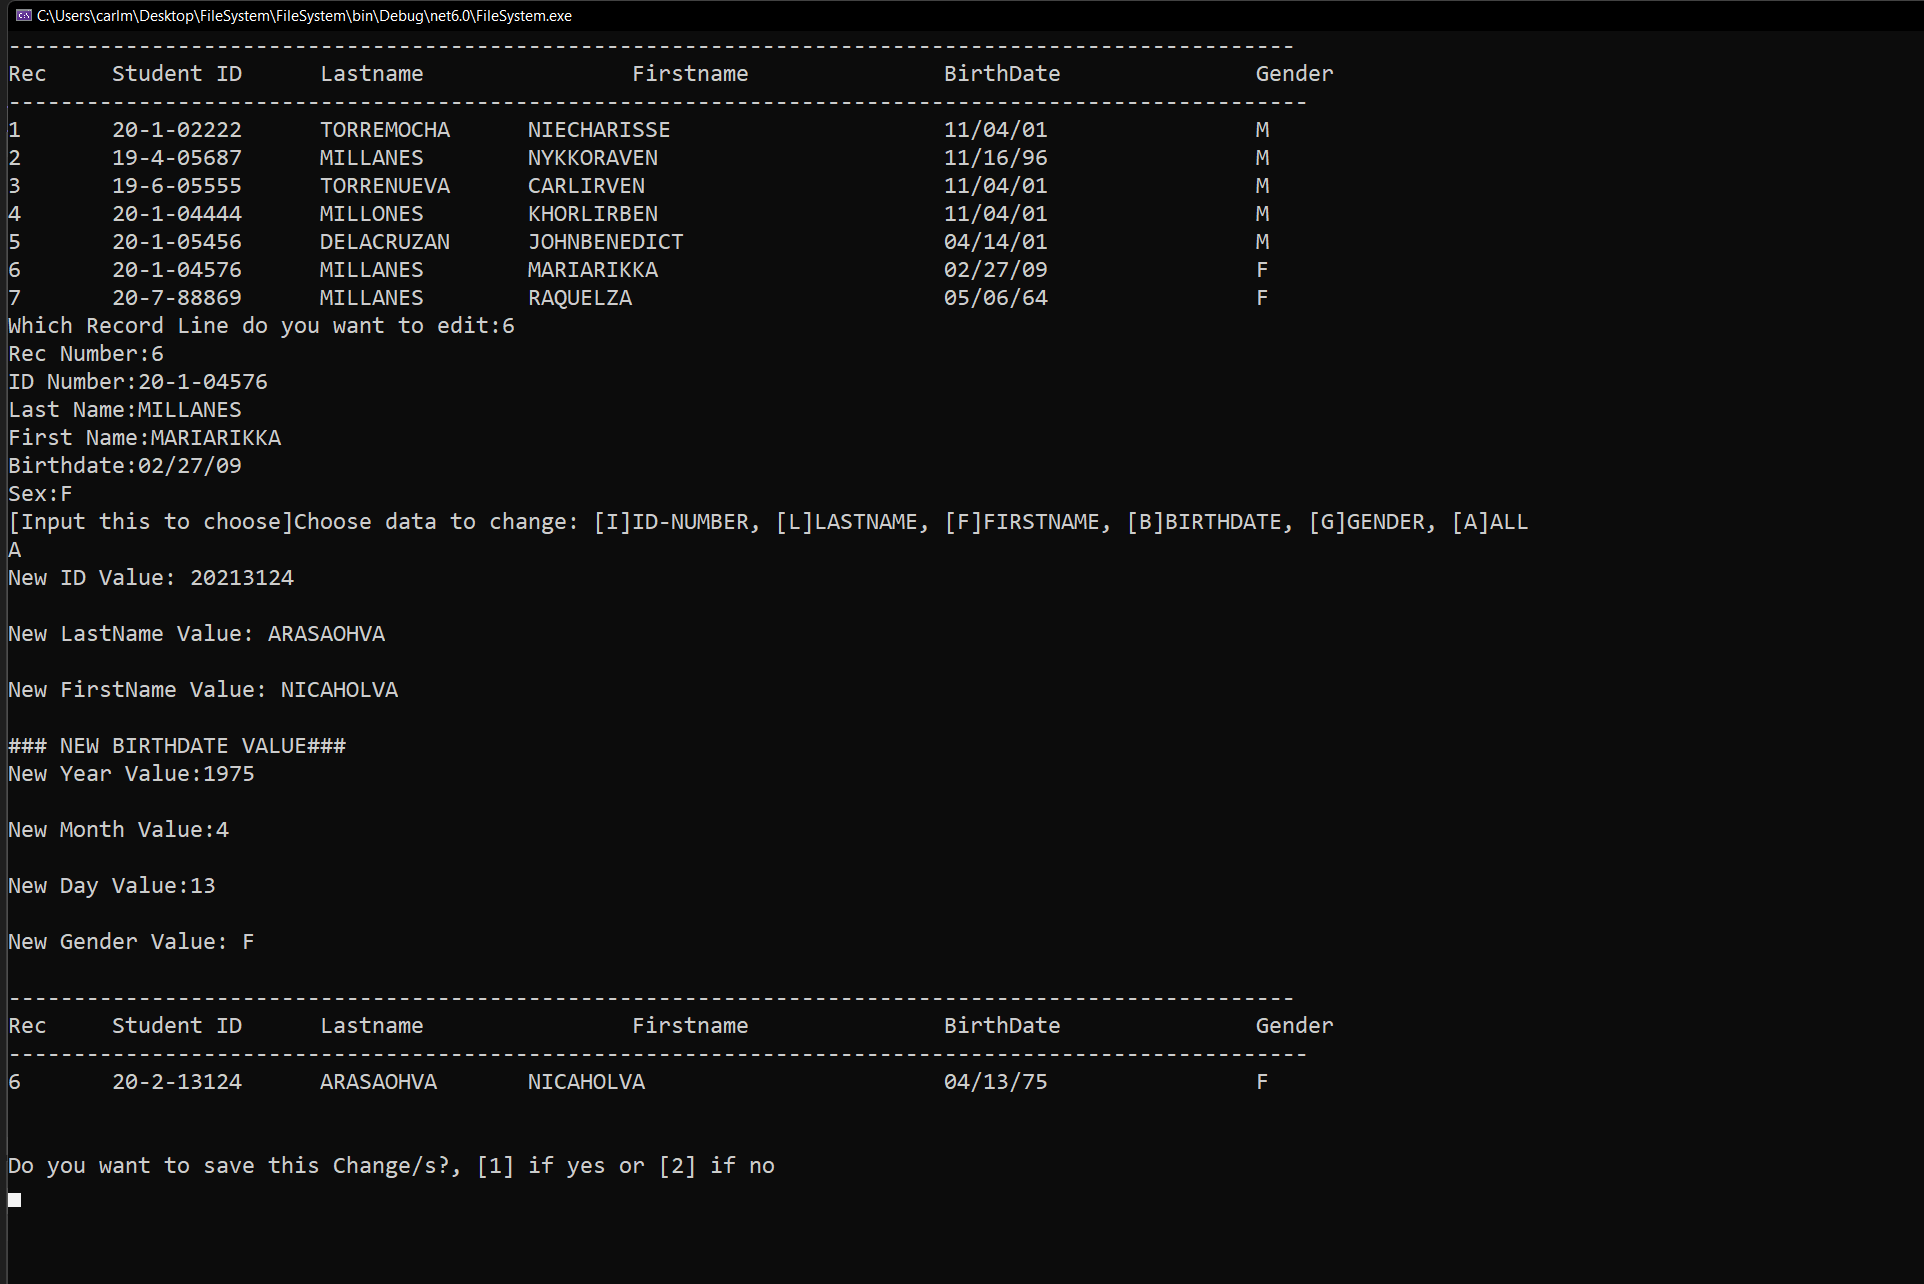 C:\Users\carlm\Desktop\FileSystem\FileSystem\bin\Debug\net6.0\FileSystem.exe
---------------------------------------------------------------------------------------------------
Rec     Student ID      Lastname                Firstname               BirthDate               Gender
----------------------------------------------------------------------------------------------------
1       20-1-02222      TORREMOCHA      NIECHARISSE                     11/04/01                M
2       19-4-05687      MILLANES        NYKKORAVEN                      11/16/96                M
3       19-6-05555      TORRENUEVA      CARLIRVEN                       11/04/01                M
4       20-1-04444      MILLONES        KHORLIRBEN                      11/04/01                M
5       20-1-05456      DELACRUZAN      JOHNBENEDICT                    04/14/01                M
6       20-1-04576      MILLANES        MARIARIKKA                      02/27/09                F
7       20-7-88869      MILLANES        RAQUELZA                        05/06/64                F
Which Record Line do you want to edit:6
Rec Number:6
ID Number:20-1-04576
Last Name:MILLANES
First Name:MARIARIKKA
Birthdate:02/27/09
Sex:F
[Input this to choose]Choose data to change: [I]ID-NUMBER, [L]LASTNAME, [F]FIRSTNAME, [B]BIRTHDATE, [G]GENDER, [A]ALL
A
New ID Value: 20213124
New LastName Value: ARASAOHVA
New FirstName Value: NICAHOLVA
### NEW BIRTHDATE VALUE###
New Year Value:1975
New Month Value:4
New Day Value:13
New Gender Value: F
---------------------------------------------------------------------------------------------------
Rec     Student ID      Lastname                Firstname               BirthDate               Gender
----------------------------------------------------------------------------------------------------
6       20-2-13124      ARASAOHVA       NICAHOLVA                       04/13/75                F
Do you want to save this Change/s?, [1] if yes or [2] if no